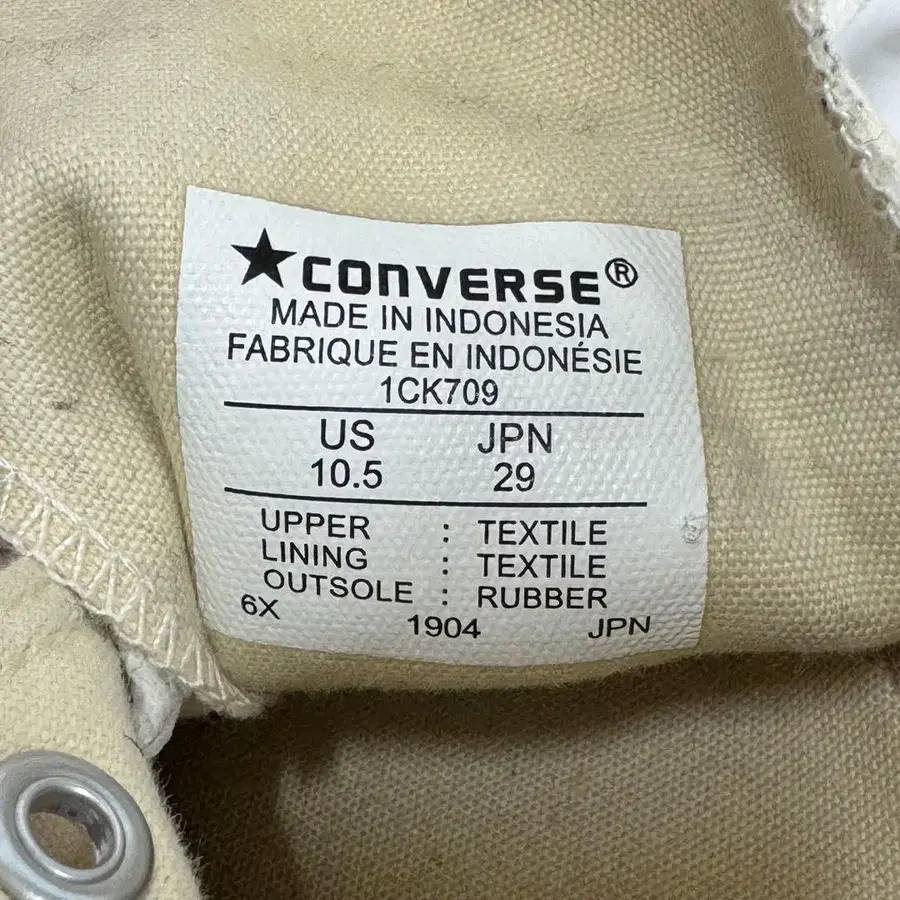 ★CONVERSE®
MADE IN INDONESIA
FABRIQUE EN INDONÉSIE
1CK709
US JPN
10.5 29
UPPER : TEXTILE
LINING : TEXTILE
OUTSOLE : RUBBER
6X 1904 JPN